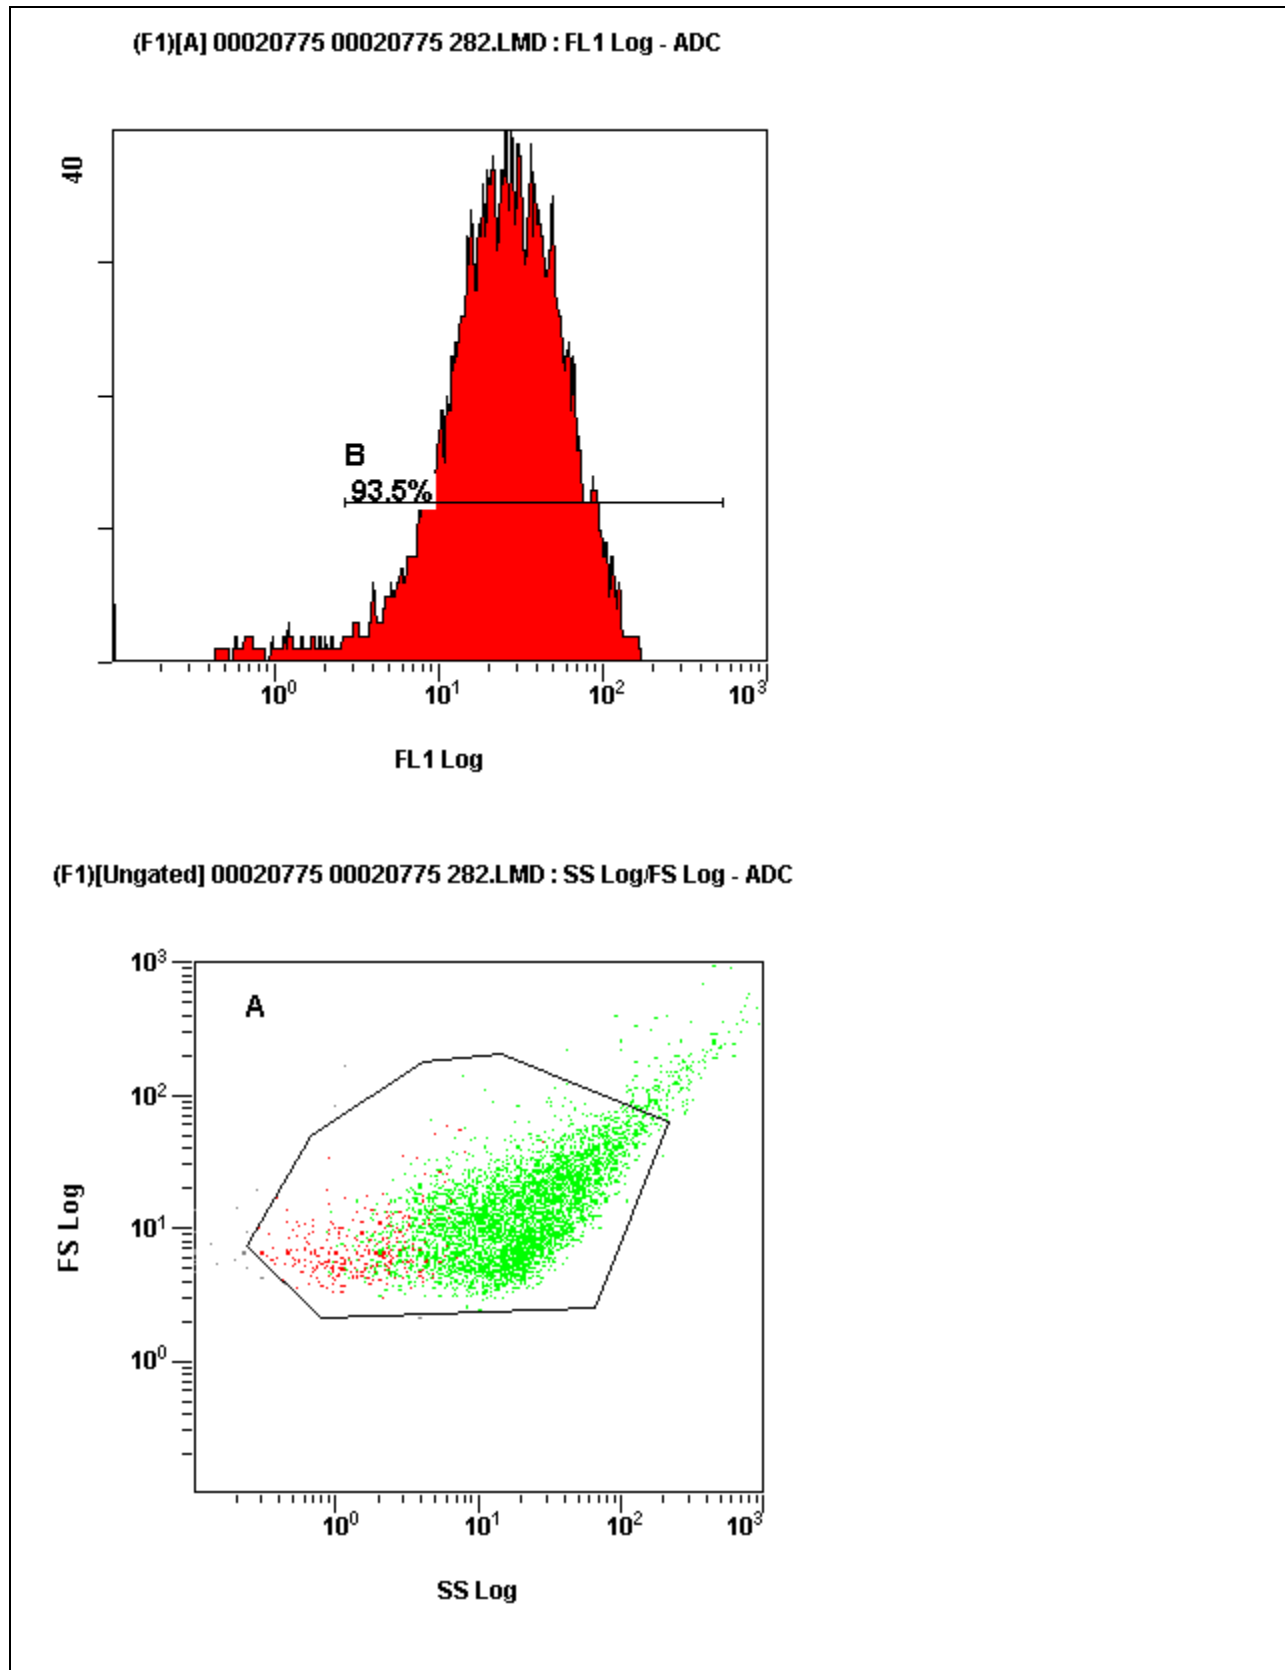 (F1)[A] 00020775 00020775 282.LMD : FL1 Log - ADC
40
B
93.5%
10⁰ 10¹ 10² 10³
FL1 Log
(F1)[Ungated] 00020775 00020775 282.LMD : SS Log/FS Log - ADC
10³
A
10²
10¹
FS Log
10⁰
10⁰ 10¹ 10² 10³
SS Log